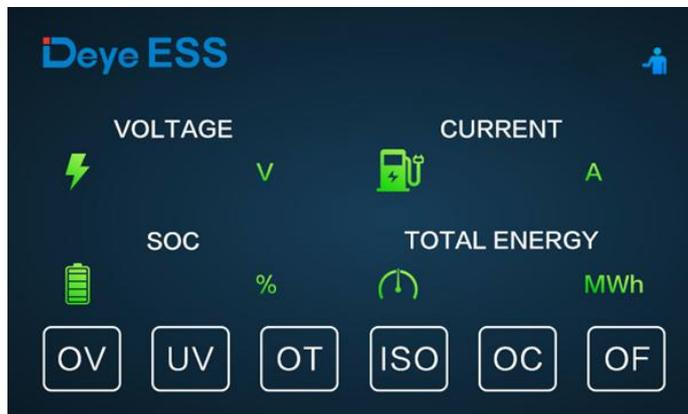 Deye ESS
VOLTAGE CURRENT
V A
SOC TOTAL ENERGY
% MWh
OV UV OT ISO OC OF